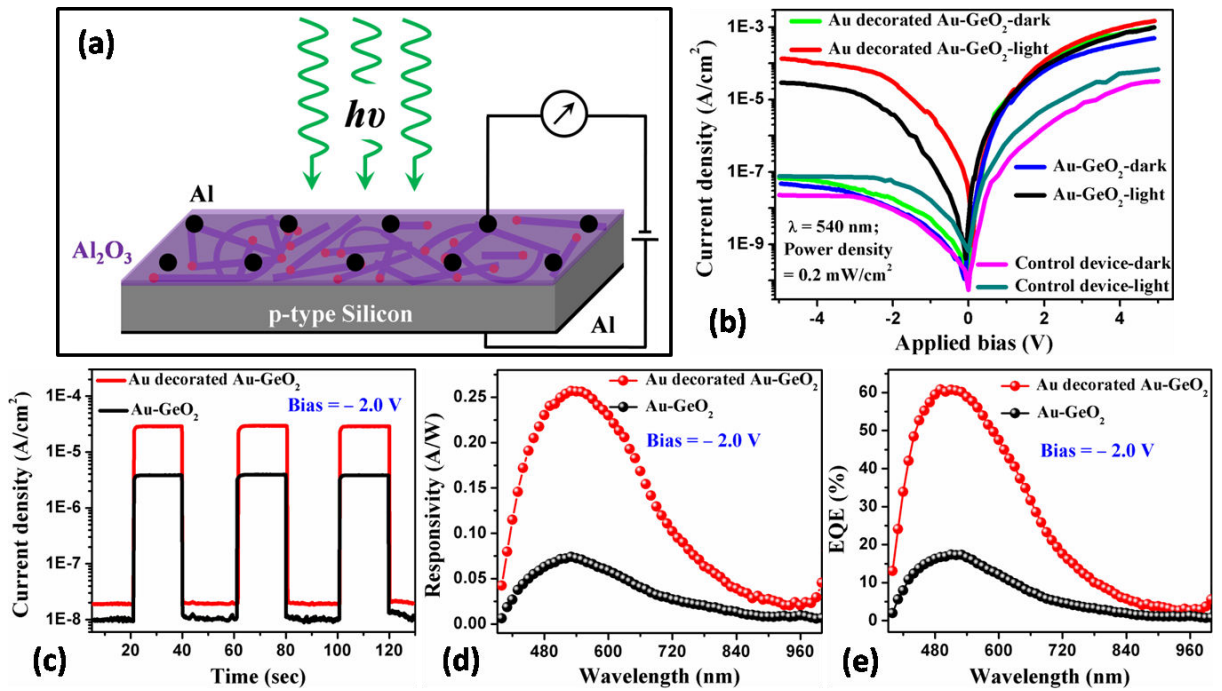 (a)
hυ
Al
Al₂O₃
p-type Silicon
Al
Current density (A/cm²)
1E-3
1E-5
1E-7
1E-9
Au decorated Au-GeO₂-dark
Au decorated Au-GeO₂-light
Au-GeO₂-dark
Au-GeO₂-light
λ = 540 nm;
Power density
= 0.2 mW/cm²
Control device-dark
Control device-light
-4 -2 0 2 4
(b)
Applied bias (V)
Current density (A/cm²)
1E-3
1E-4
1E-5
1E-6
1E-7
1E-8
Au decorated Au-GeO₂
Au-GeO₂
Bias = – 2.0 V
0 20 40 60 80 100 120
(c)
Time (sec)
Responsivity (A/W)
0.25
0.20
0.15
0.10
0.05
0.00
Au decorated Au-GeO₂
Au-GeO₂
Bias = – 2.0 V
480 600 720 840 960
(d)
Wavelength (nm)
EQE (%)
60
50
40
30
20
10
0
Au decorated Au-GeO₂
Au-GeO₂
Bias = – 2.0 V
480 600 720 840 960
(e)
Wavelength (nm)